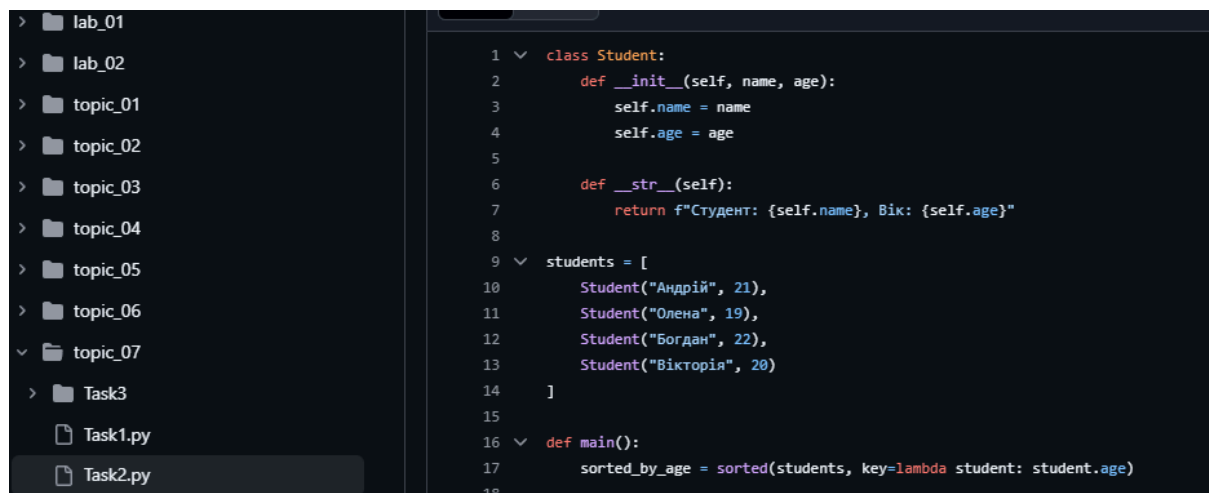 lab_01
lab_02
topic_01
topic_02
topic_03
topic_04
topic_05
topic_06
topic_07
Task3
Task1.py
Task2.py
1 class Student:
2 def __init__(self, name, age):
3 self.name = name
4 self.age = age
5
6 def __str__(self):
7 return f"Студент: {self.name}, Вік: {self.age}"
8
9 students = [
10 Student("Андрій", 21),
11 Student("Олена", 19),
12 Student("Богдан", 22),
13 Student("Вікторія", 20)
14 ]
15
16 def main():
17 sorted_by_age = sorted(students, key=lambda student: student.age)